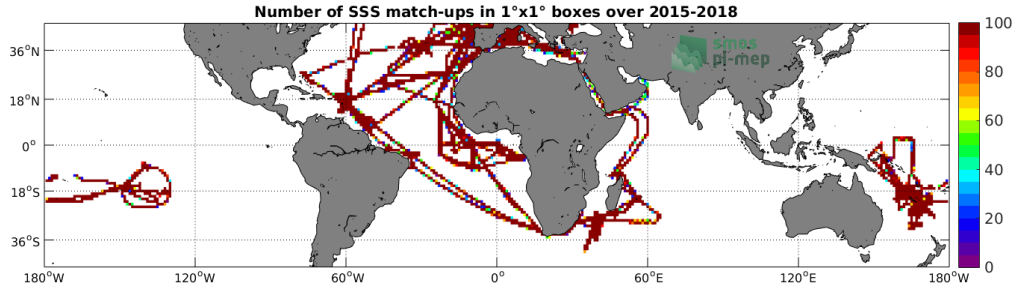 Number of SSS match-ups in 1°x1° boxes over 2015-2018
smos
pi-mep
36°N
18°N
0°
18°S
36°S
180°W
120°W
60°W
0°
60°E
120°E
180°W
100
80
60
40
20
0